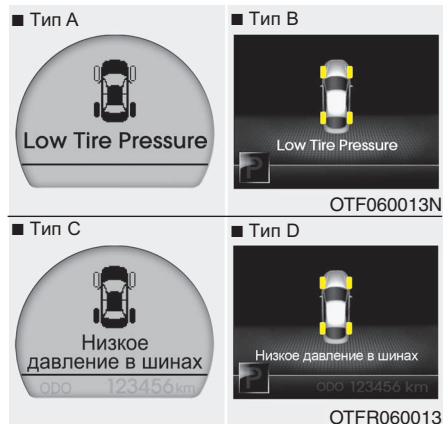 ■ Тип A
Low Tire Pressure
■ Тип B
Low Tire Pressure
P
OTF060013N
■ Тип C
Низкое
давление в шинах
ODO 123456 km
■ Тип D
Низкое давление в шинах
P
ODO 123456 km
OTFR060013